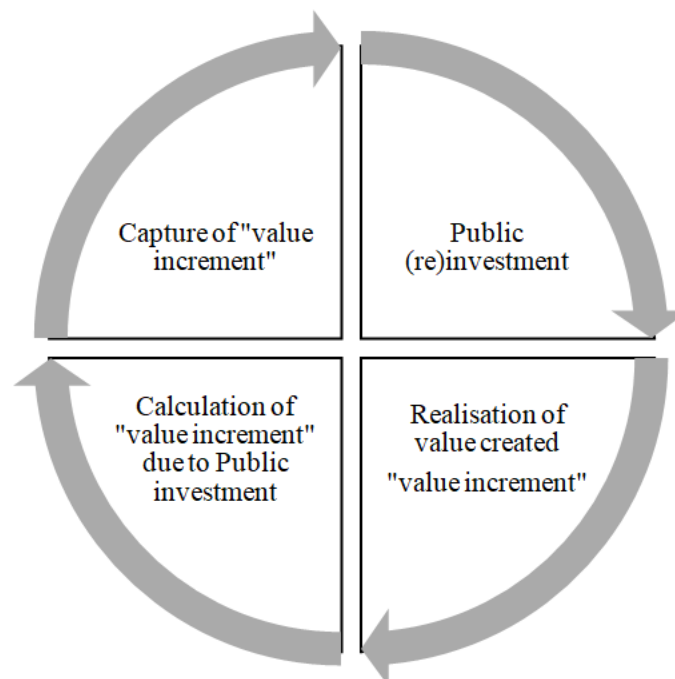 Capture of "value
increment"
Public
(re)investment
Calculation of
"value increment"
due to Public
investment
Realisation of
value created
"value increment"